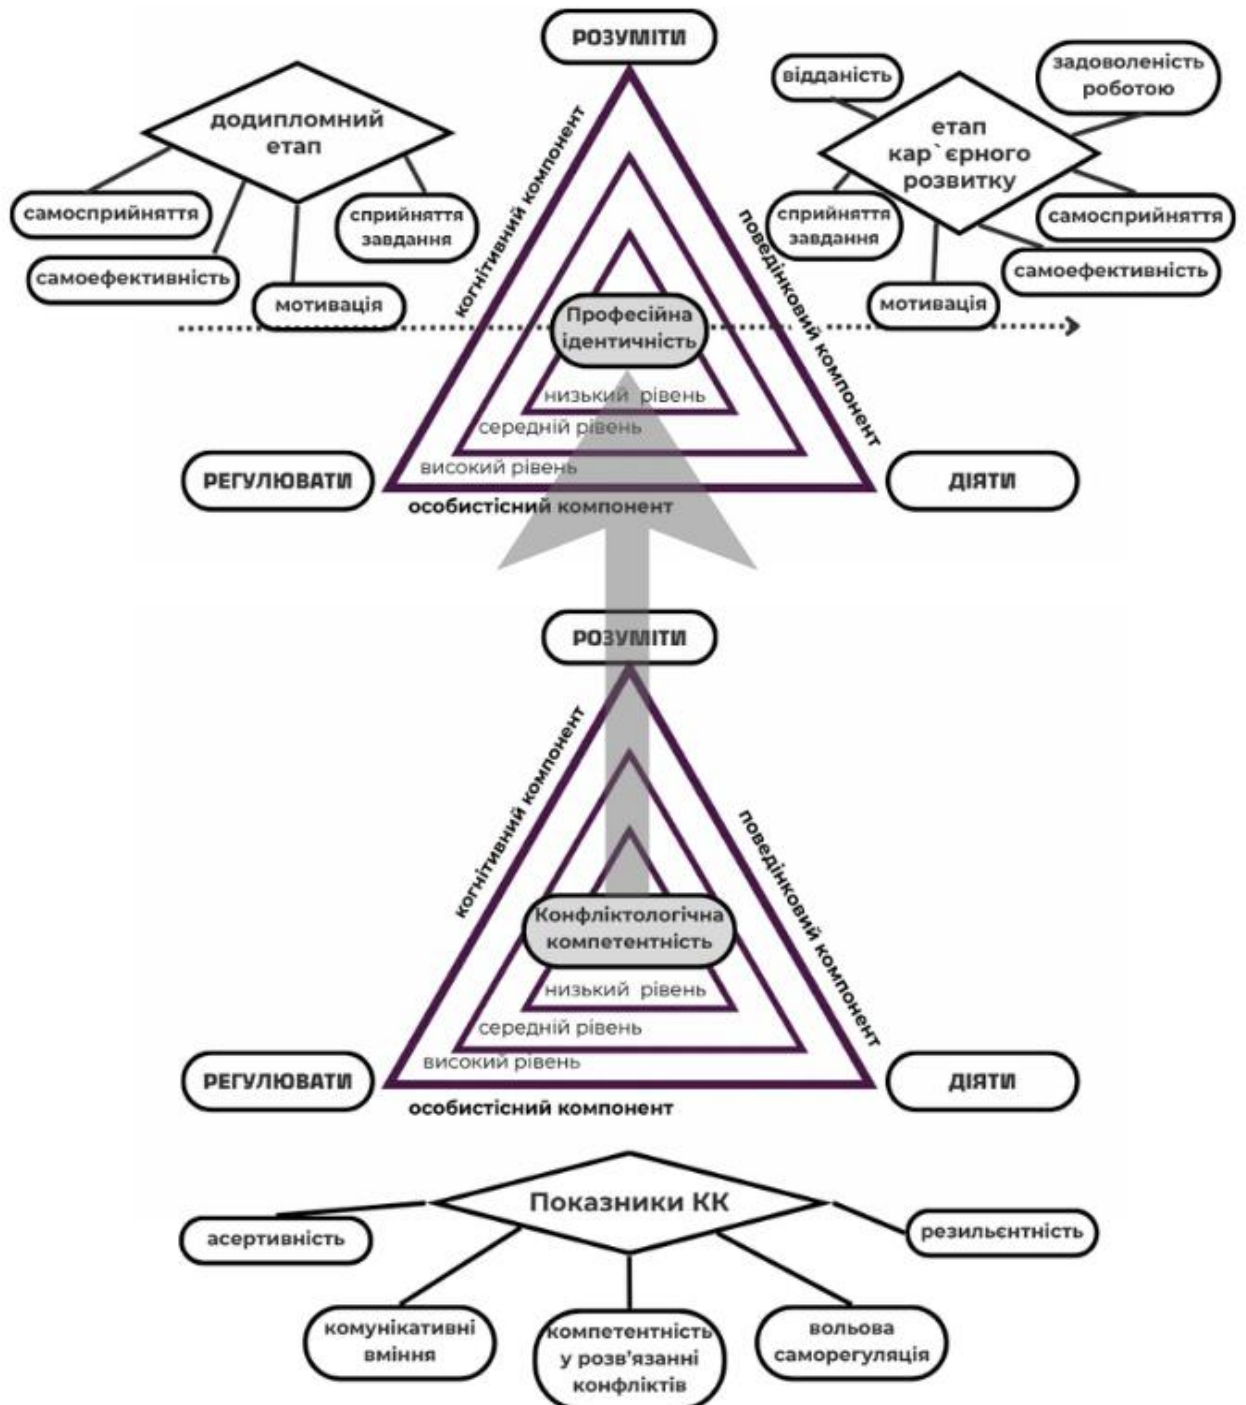 РОЗУМІТИ
додипломний
етап
самосприйняття
самоефективність
мотивація
сприйняття
завдання
когнітивний компонент
поведінковий компонент
відданість
задоволеність
роботою
етап
кар`єрного
розвитку
сприйняття
завдання
самосприйняття
самоефективність
мотивація
Професійна
ідентичність
низький рівень
середній рівень
високий рівень
РЕГУЛЮВАТИ
ДІЯТИ
особистісний компонент
РОЗУМІТИ
когнітивний компонент
поведінковий компонент
Конфліктологічна
компетентність
низький рівень
середній рівень
високий рівень
РЕГУЛЮВАТИ
ДІЯТИ
особистісний компонент
Показники КК
асертивність
резильєнтність
комунікативні
вміння
компетентність
у розв'язанні
конфліктів
вольова
саморегуляція